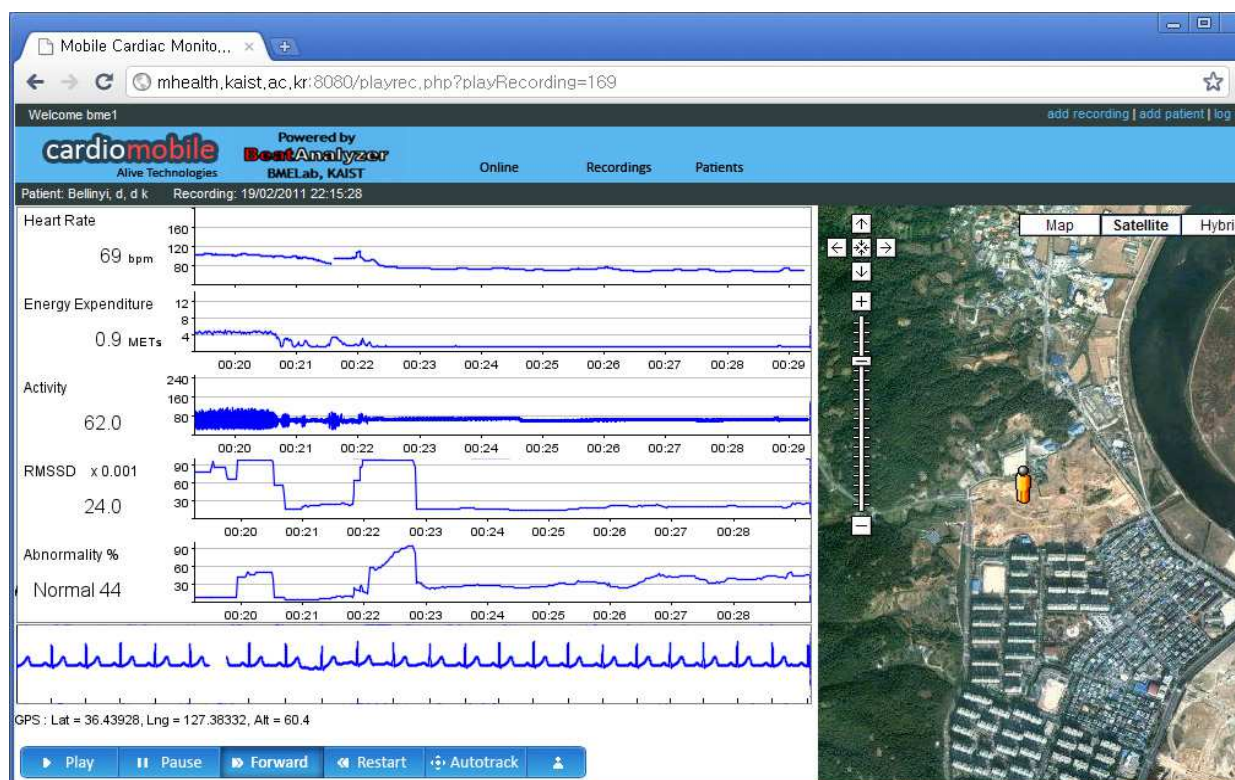 Mobile Cardiac Monito,,,
mhealth,kaist,ac,kr:8080/playrec,php?playRecording=169
Welcome bme1
add recording | add patient | log
cardiomobile
Alive Technologies
Powered by
BeatAnalyzer
BMELab, KAIST
Online Recordings Patients
Patient: Bellinyi, d, d k Recording: 19/02/2011 22:15:28
Heart Rate
69 bpm
160
120
80
Energy Expenditure
0.9 METs
12
8
4
00:20 00:21 00:22 00:23 00:24 00:25 00:26 00:27 00:28 00:29
Activity
62.0
240
160
80
00:20 00:21 00:22 00:23 00:24 00:25 00:26 00:27 00:28 00:29
RMSSD x 0.001
24.0
90
60
30
00:20 00:21 00:22 00:23 00:24 00:25 00:26 00:27 00:28
Abnormality %
Normal 44
90
60
30
00:20 00:21 00:22 00:23 00:24 00:25 00:26 00:27 00:28
GPS : Lat = 36.43928, Lng = 127.38332, Alt = 60.4
Play Pause Forward Restart Autotrack
Map Satellite Hybri